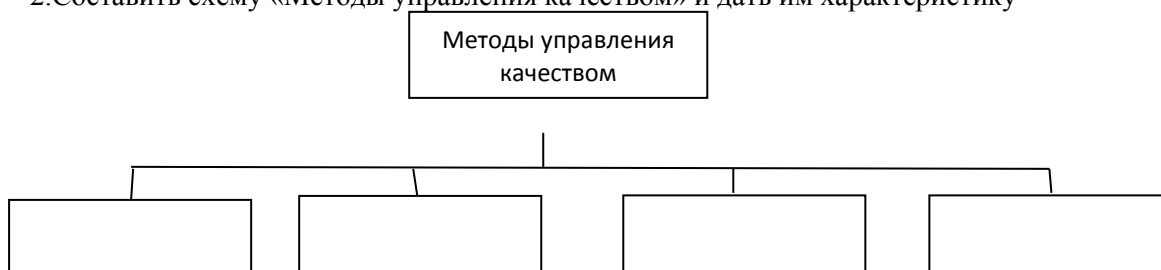 2.Составить схему «Методы управления качеством» и дать им характеристику
Методы управления
качеством